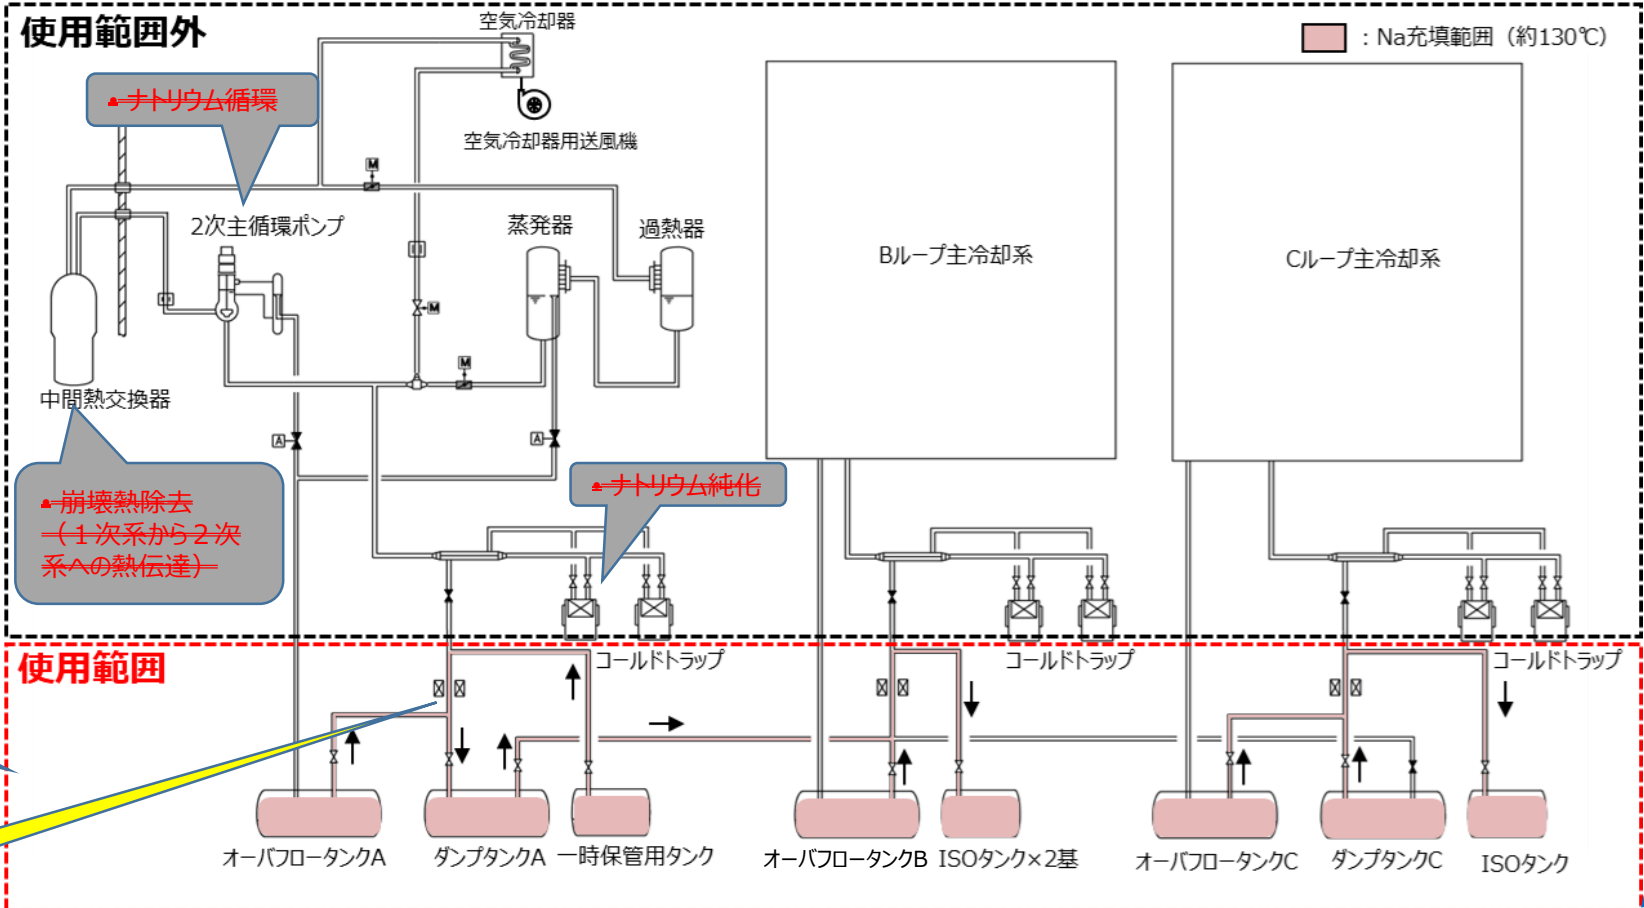 使用範囲外
空気冷却器
：Na充填範囲（約130℃）
・ナトリウム循環
空気冷却器用送風機
M
2次主循環ポンプ
蒸発器
過熱器
Bループ主冷却系
Cループ主冷却系
M
M
中間熱交換器
A
A
・崩壊熱除去
（１次系から２次
系への熱伝達）
・ナトリウム純化
使用範囲
コールドトラップ
コールドトラップ
コールドトラップ
オーバフロータンクA
ダンプタンクA
一時保管用タンク
オーバフロータンクB
ISOタンク×2基
オーバフロータンクC
ダンプタンクC
ISOタンク